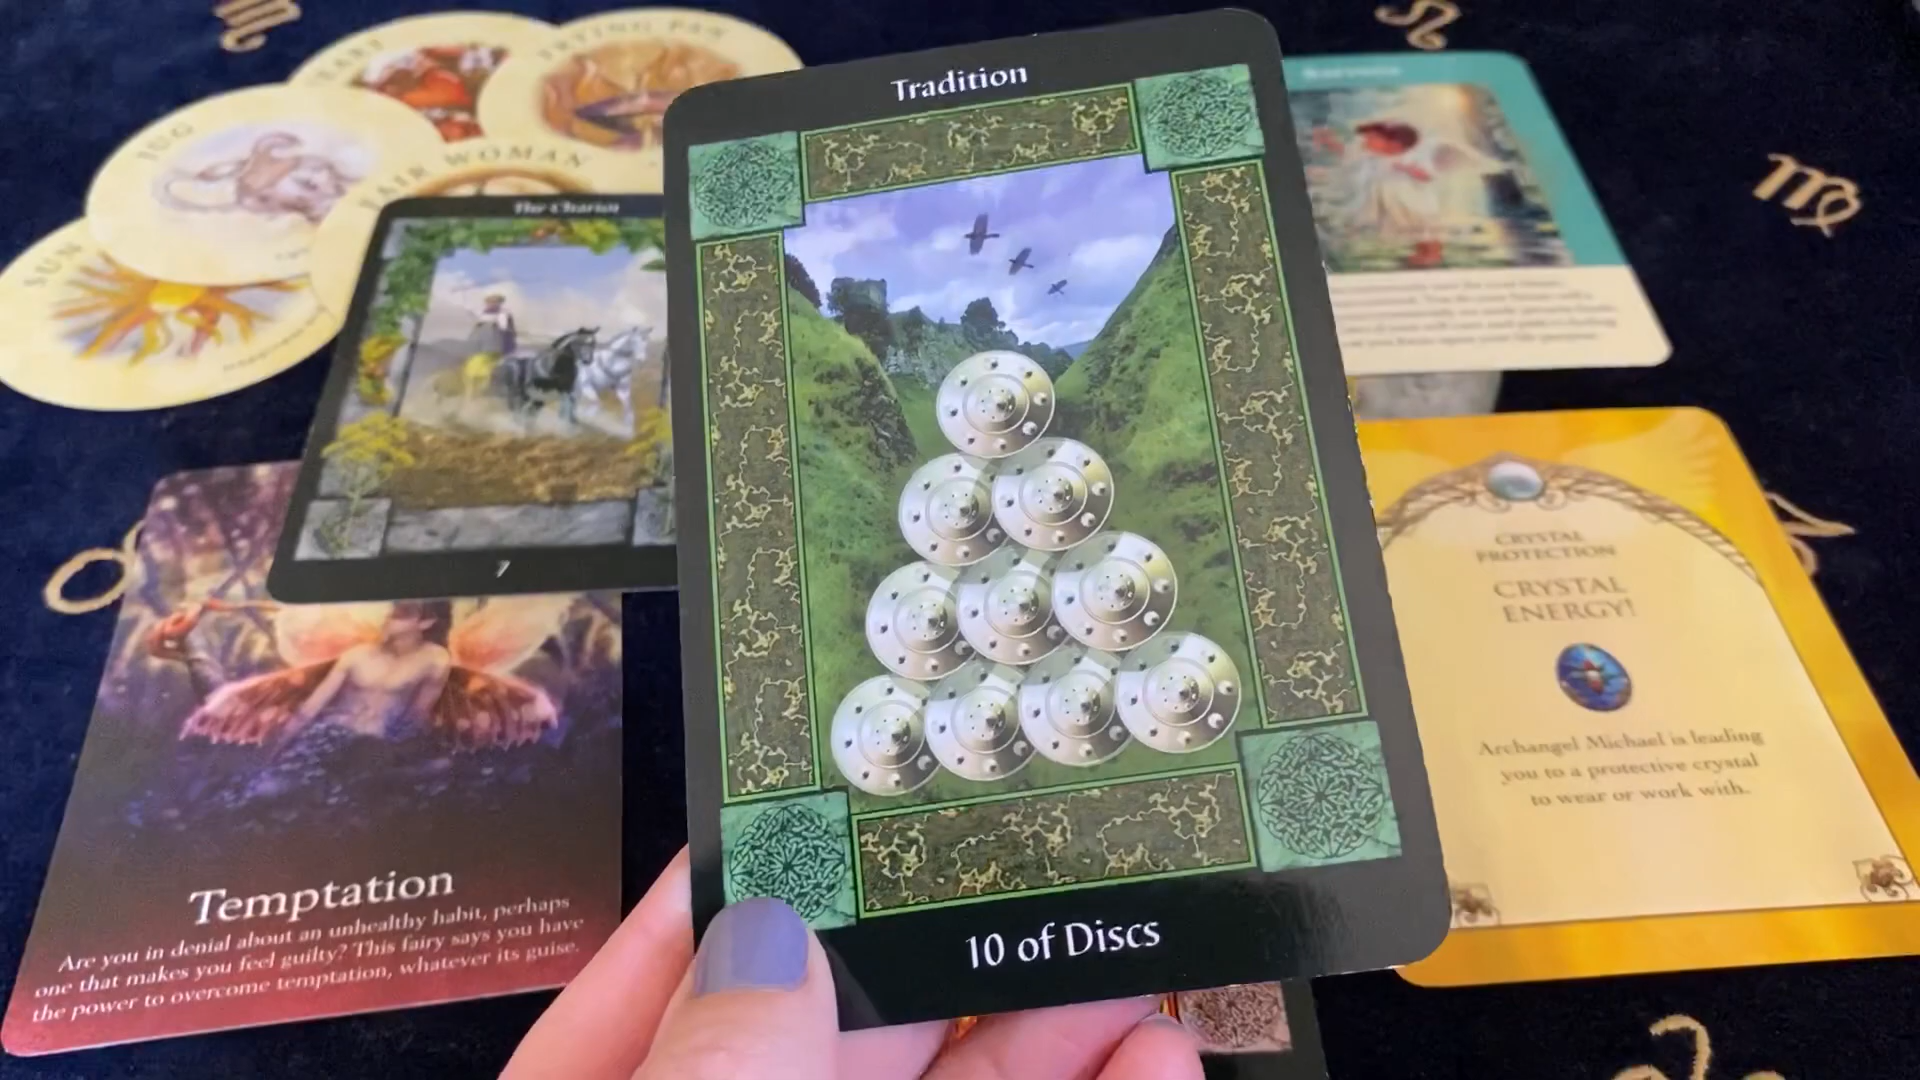 HEART
FRYING PAN
JUG
FAIR WOMAN
SUN
The Chariot
7
Tradition
10 of Discs
Temptation
Are you in denial about an unhealthy habit, perhaps
one that makes you feel guilty? This fairy says you have
the power to overcome temptation, whatever its guise.
CRYSTAL
PROTECTION
CRYSTAL
ENERGY!
Archangel Michael is leading
you to a protective crystal
to wear or work with.